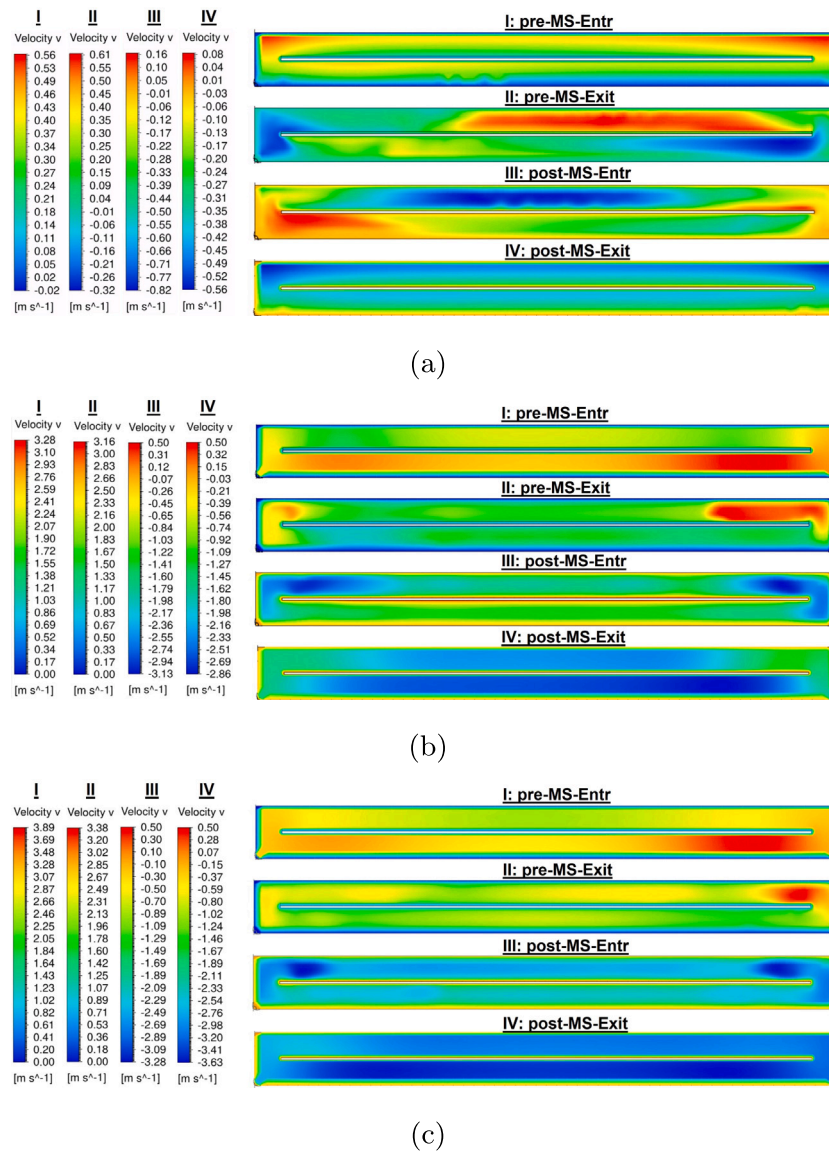 I II III IV
Velocity v Velocity v Velocity v Velocity v
0.56 0.61 0.16 0.08
0.53 0.55 0.10 0.04
0.50 0.50 0.05 0.01
0.46 0.45 -0.01 -0.03
0.43 0.40 -0.06 -0.06
0.40 0.35 -0.12 -0.10
0.37 0.30 -0.17 -0.13
0.34 0.25 -0.22 -0.17
0.30 0.20 -0.28 -0.20
0.27 0.15 -0.33 -0.24
0.24 0.09 -0.39 -0.27
0.21 0.04 -0.44 -0.31
0.18 -0.01 -0.50 -0.35
0.14 -0.06 -0.55 -0.38
0.11 -0.11 -0.60 -0.42
0.08 -0.16 -0.66 -0.45
0.05 -0.21 -0.71 -0.49
0.02 -0.26 -0.77 -0.52
-0.02 -0.32 -0.82 -0.56
[m s^-1] [m s^-1] [m s^-1] [m s^-1]
I: pre-MS-Entr
II: pre-MS-Exit
III: post-MS-Entr
IV: post-MS-Exit
(a)
I II III IV
Velocity v Velocity v Velocity v Velocity v
3.28 3.16 0.50 0.50
3.10 3.00 0.31 0.32
2.93 2.83 0.12 0.15
2.76 2.66 -0.07 -0.03
2.59 2.50 -0.26 -0.21
2.41 2.33 -0.45 -0.39
2.24 2.16 -0.65 -0.56
2.07 2.00 -0.84 -0.74
1.90 1.83 -1.03 -0.92
1.72 1.67 -1.22 -1.09
1.55 1.50 -1.41 -1.27
1.38 1.33 -1.60 -1.45
1.21 1.17 -1.79 -1.62
1.03 1.00 -1.98 -1.80
0.86 0.83 -2.17 -1.98
0.69 0.67 -2.36 -2.16
0.52 0.50 -2.55 -2.33
0.34 0.33 -2.74 -2.51
0.17 0.17 -2.94 -2.69
0.00 0.00 -3.13 -2.86
[m s^-1] [m s^-1] [m s^-1] [m s^-1]
I: pre-MS-Entr
II: pre-MS-Exit
III: post-MS-Entr
IV: post-MS-Exit
(b)
I II III IV
Velocity v Velocity v Velocity v Velocity v
3.89 3.38 0.50 0.50
3.69 3.20 0.30 0.28
3.48 3.02 0.10 0.07
3.28 2.85 -0.10 -0.15
3.07 2.67 -0.30 -0.37
2.87 2.49 -0.50 -0.59
2.66 2.31 -0.69 -0.80
2.46 2.13 -0.89 -1.02
2.25 1.96 -1.09 -1.24
2.05 1.78 -1.29 -1.46
1.84 1.60 -1.49 -1.67
1.64 1.42 -1.69 -1.89
1.43 1.25 -1.89 -2.11
1.23 1.07 -2.09 -2.33
1.02 0.89 -2.29 -2.54
0.82 0.71 -2.49 -2.76
0.61 0.53 -2.69 -2.98
0.41 0.36 -2.89 -3.20
0.20 0.18 -3.09 -3.41
0.00 0.00 -3.28 -3.63
[m s^-1] [m s^-1] [m s^-1] [m s^-1]
I: pre-MS-Entr
II: pre-MS-Exit
III: post-MS-Entr
IV: post-MS-Exit
(c)